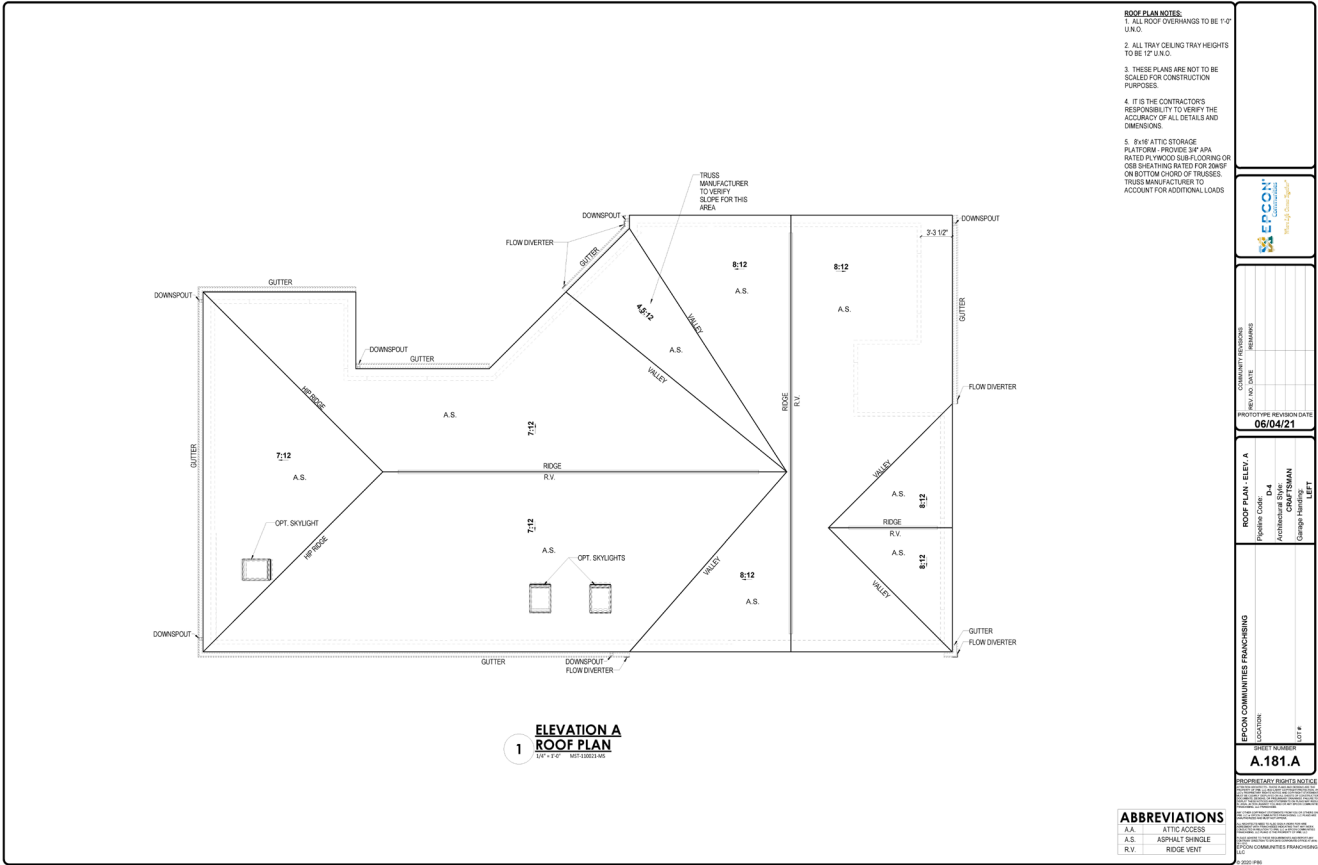 ROOF PLAN NOTES:
1. ALL ROOF OVERHANGS TO BE 1'-0"
U.N.O.
2. ALL TRAY CEILING TRAY HEIGHTS
TO BE 12" U.N.O.
3. THESE PLANS ARE NOT TO BE
SCALED FOR CONSTRUCTION
PURPOSES.
4. IT IS THE CONTRACTOR'S
RESPONSIBILITY TO VERIFY THE
ACCURACY OF ALL DETAILS AND
DIMENSIONS.
5. 8'x16' ATTIC STORAGE
PLATFORM - PROVIDE 3/4" APA
RATED PLYWOOD SUB-FLOORING OR
OSB SHEATHING RATED FOR 20#/SF
ON BOTTOM CHORD OF TRUSSES.
TRUSS MANUFACTURER TO
ACCOUNT FOR ADDITIONAL LOADS
TRUSS
MANUFACTURER
TO VERIFY
SLOPE FOR THIS
AREA
DOWNSPOUT
DOWNSPOUT
3'-3 1/2"
FLOW DIVERTER
GUTTER
8:12
8:12
A.S.
A.S.
GUTTER
GUTTER
DOWNSPOUT
4.5:12
VALLEY
A.S.
DOWNSPOUT
GUTTER
VALLEY
FLOW DIVERTER
HIP RIDGE
RIDGE
R.V.
A.S.
7:12
GUTTER
7:12
A.S.
RIDGE
R.V.
VALLEY
A.S.
8:12
OPT. SKYLIGHT
7:12
RIDGE
R.V.
HIP RIDGE
A.S.
OPT. SKYLIGHTS
VALLEY
8:12
A.S.
A.S.
8:12
VALLEY
DOWNSPOUT
GUTTER
FLOW DIVERTER
GUTTER
DOWNSPOUT
FLOW DIVERTER
1
ELEVATION A
ROOF PLAN
1/4" = 1'-0" MST-110021-MS
ABBREVIATIONS
A.A. ATTIC ACCESS
A.S. ASPHALT SHINGLE
R.V. RIDGE VENT
EPCON
Communities
COMMUNITY REVISIONS
REV. NO. DATE REMARKS
PROTOTYPE REVISION DATE
06/04/21
ROOF PLAN - ELEV. A
Pipeline Code:
D-4
Architectural Style:
CRAFTSMAN
Garage Handing:
LEFT
EPCON COMMUNITIES FRANCHISING
LOCATION:
LOT #:
SHEET NUMBER
A.181.A
PROPRIETARY RIGHTS NOTICE
EPCON COMMUNITIES FRANCHISING
LLC
© 2020 IP80